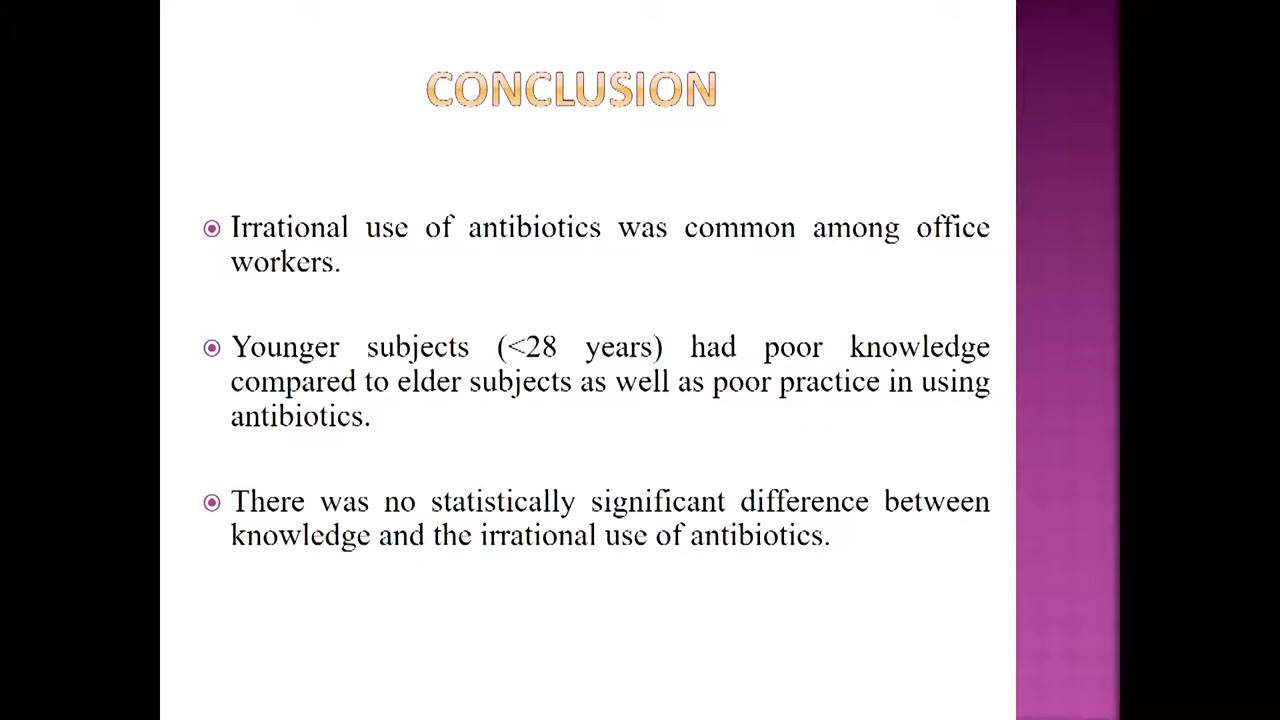 CONCLUSION
Irrational use of antibiotics was common among office
workers.
Younger subjects (<28 years) had poor knowledge
compared to elder subjects as well as poor practice in using
antibiotics.
There was no statistically significant difference between
knowledge and the irrational use of antibiotics.